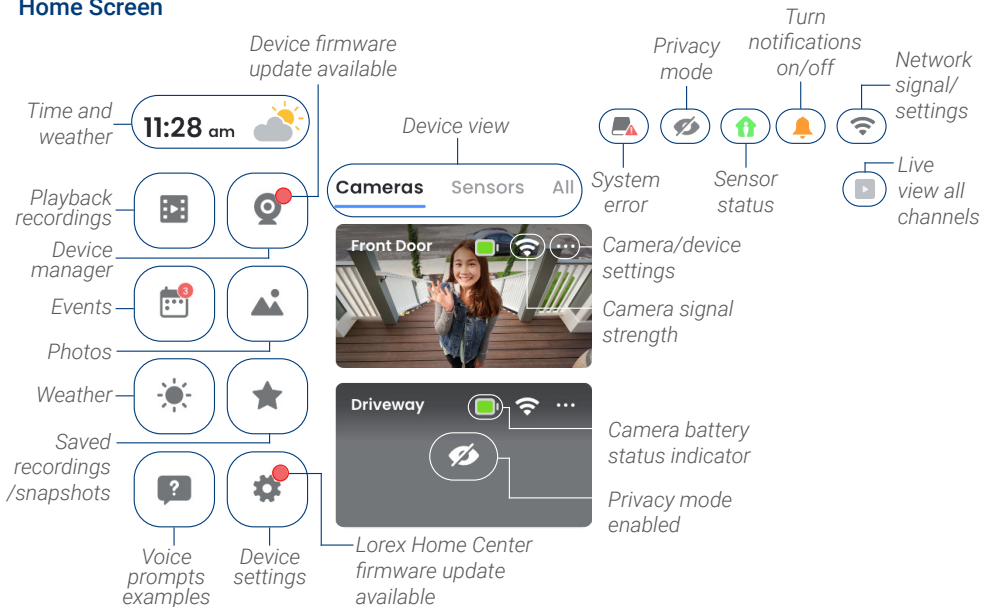 Home Screen
Device firmware
update available
Time and
weather
11:28 am
Playback
recordings
Device
manager
Events
3
Photos
Weather
Saved
recordings
/snapshots
?
Voice
prompts
examples
Device
settings
Lorex Home Center
firmware update
available
Device view
Cameras Sensors All
Front Door
Camera/device
settings
Camera signal
strength
Driveway
Camera battery
status indicator
Privacy mode
enabled
System
error
Privacy
mode
Sensor
status
Turn
notifications
on/off
Network
signal/
settings
Live
view all
channels